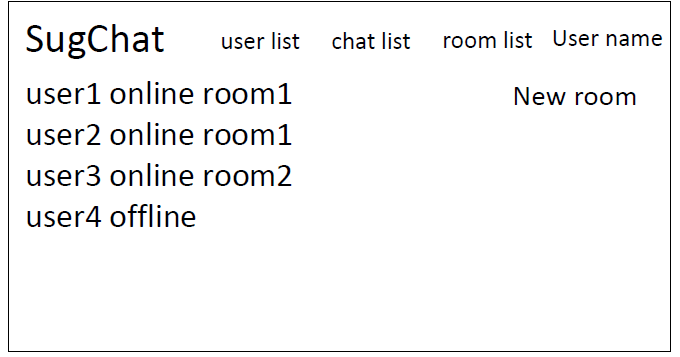 SugChat user list chat list room list User name
user1 online room1 New room
user2 online room1
user3 online room2
user4 offline